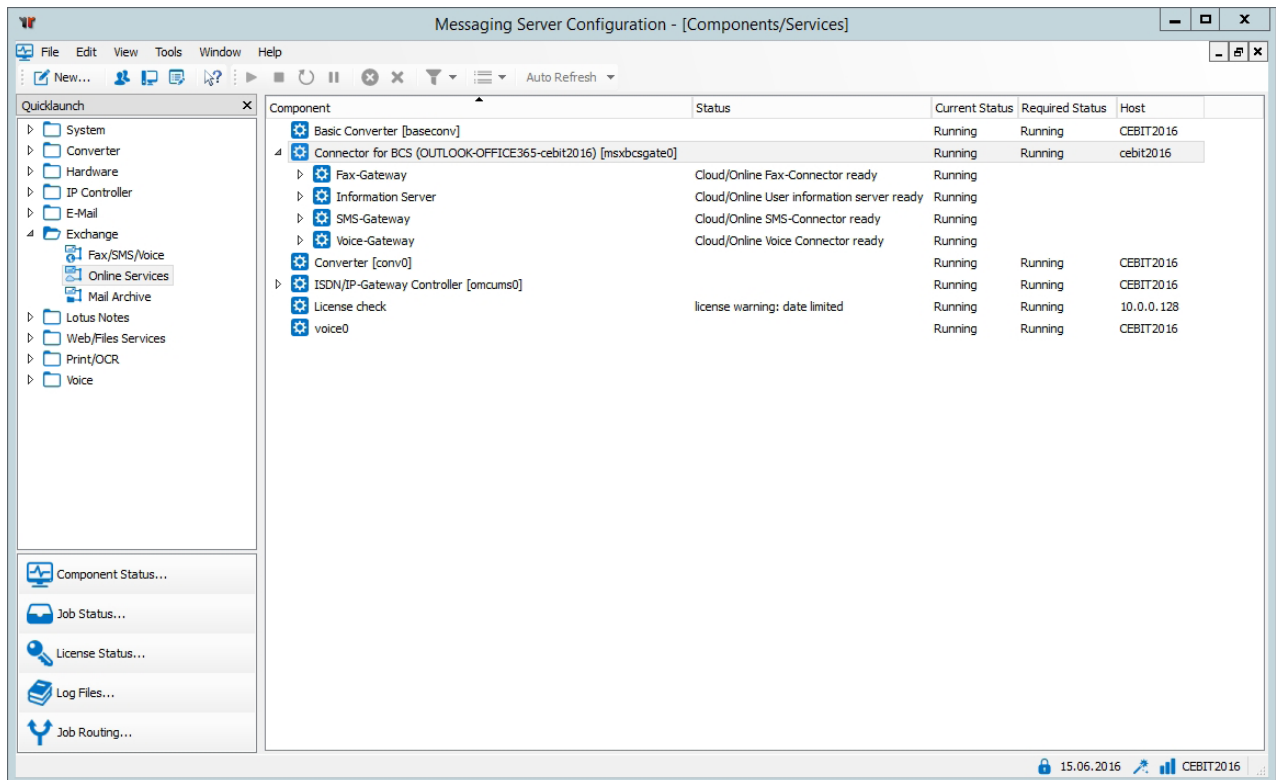 Messaging Server Configuration - [Components/Services]
File Edit View Tools Window Help
New... Auto Refresh
Quicklaunch
System
Converter
Hardware
IP Controller
E-Mail
Exchange
Fax/SMS/Voice
Online Services
Mail Archive
Lotus Notes
Web/Files Services
Print/OCR
Voice
Component Status...
Job Status...
License Status...
Log Files...
Job Routing...
Component Status Current Status Required Status Host
Basic Converter [baseconv] Running Running CEBIT2016
Connector for BCS (OUTLOOK-OFFICE365-cebit2016) [msxbcsgate0] Running Running cebit2016
Fax-Gateway Cloud/Online Fax-Connector ready Running
Information Server Cloud/Online User information server ready Running
SMS-Gateway Cloud/Online SMS-Connector ready Running
Voice-Gateway Cloud/Online Voice Connector ready Running
Converter [conv0] Running Running CEBIT2016
ISDN/IP-Gateway Controller [omcums0] Running Running CEBIT2016
License check license warning: date limited Running Running 10.0.0.128
voice0 Running Running CEBIT2016
15.06.2016 CEBIT2016